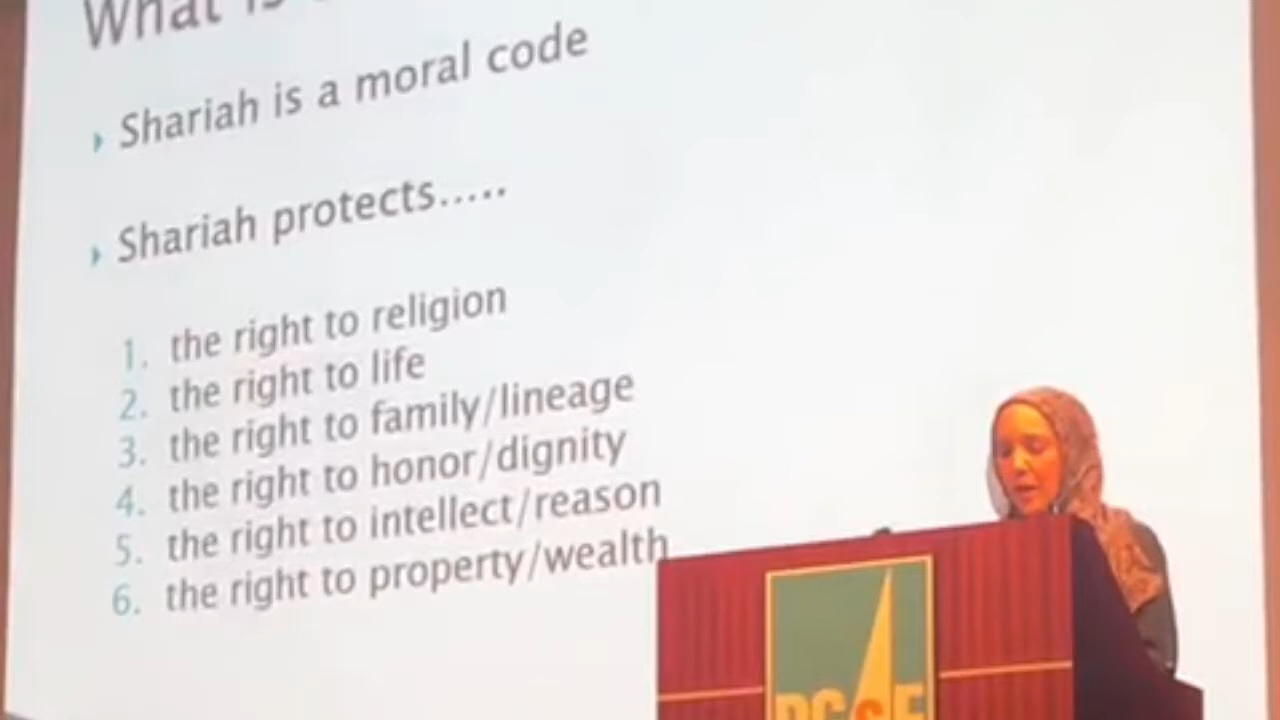 What is
Shariah is a moral code
Shariah protects.....
1. the right to religion
2. the right to life
3. the right to family/lineage
4. the right to honor/dignity
5. the right to intellect/reason
6. the right to property/wealth